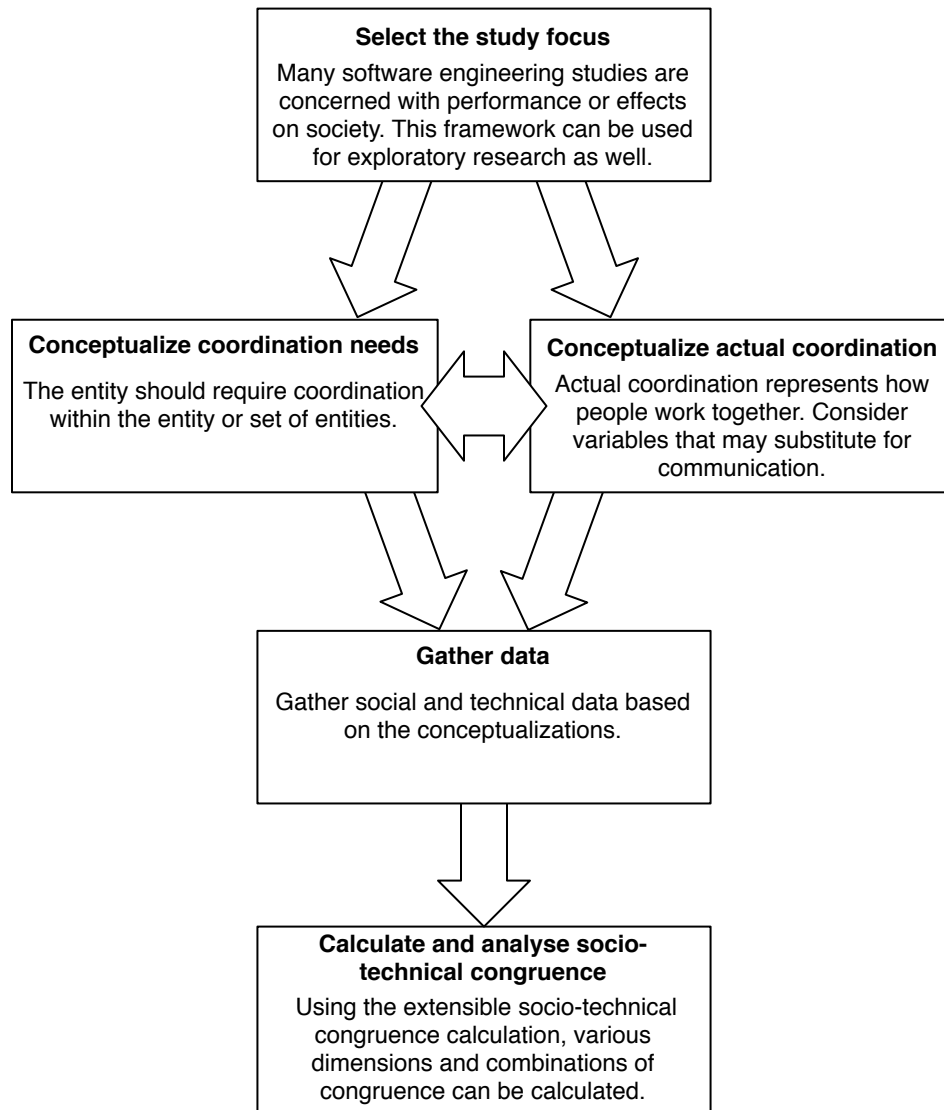 Select the study focus
Many software engineering studies are
concerned with performance or effects
on society. This framework can be used
for exploratory research as well.
Conceptualize coordination needs
The entity should require coordination
within the entity or set of entities.
Conceptualize actual coordination
Actual coordination represents how
people work together. Consider
variables that may substitute for
communication.
Gather data
Gather social and technical data based
on the conceptualizations.
Calculate and analyse socio-
technical congruence
Using the extensible socio-technical
congruence calculation, various
dimensions and combinations of
congruence can be calculated.